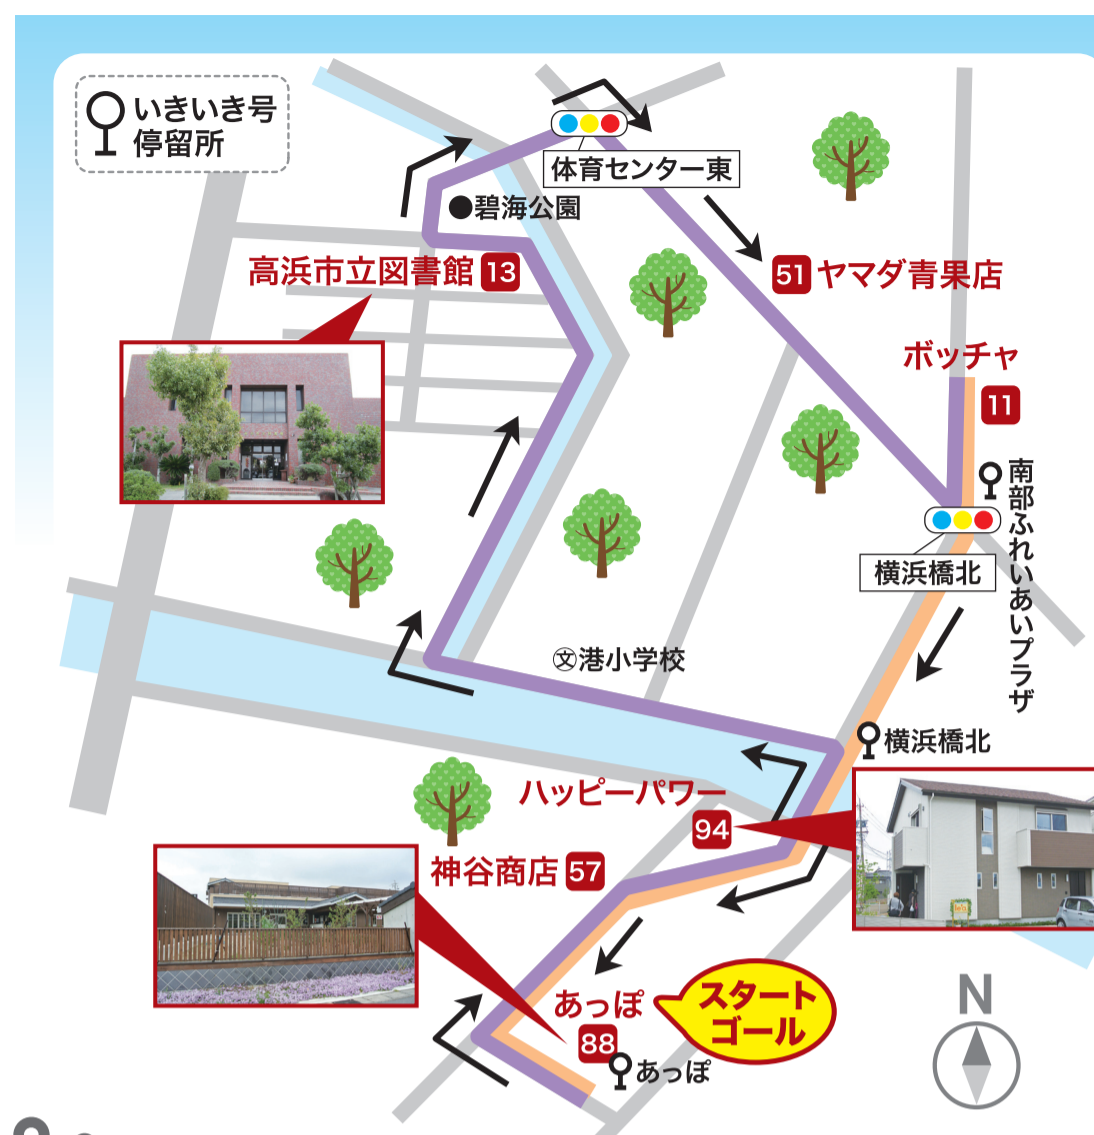 いきいき号
停留所
体育センター東
碧海公園
高浜市立図書館 13
51 ヤマダ青果店
ボッチャ
11
南部ふれいあいプラザ
横浜橋北
文 港小学校
横浜橋北
ハッピーパワー
94
神谷商店 57
あっぽ
88
スタート
ゴール
あっぽ
N